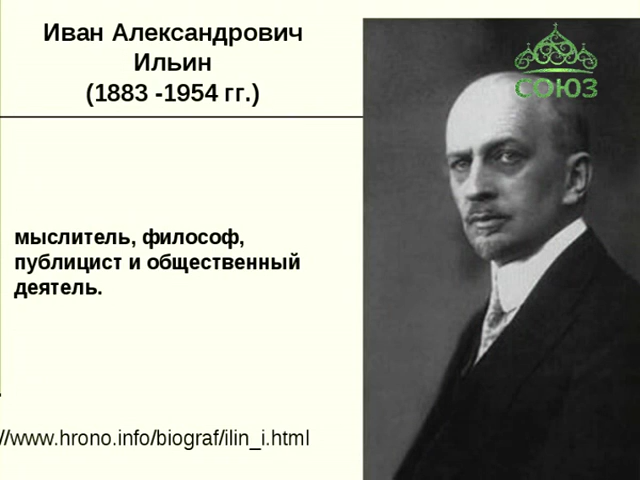 Иван Александрович
Ильин
(1883 -1954 гг.)
СОЮЗ
мыслитель, философ,
публицист и общественный
деятель.
//www.hrono.info/biograf/ilin_i.html